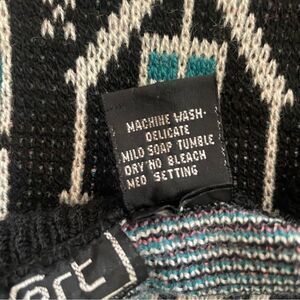 MACHINE WASH-
DELICATE
MILD SOAP TUMBLE
DRY NO BLEACH
MED SETTING